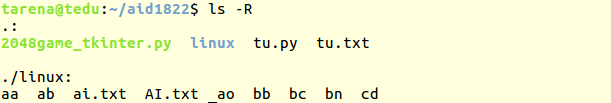 tarena@tedu:~/aid1822$ ls -R
.:
2048game_tkinter.py  linux  tu.py  tu.txt

./linux:
aa  ab  ai.txt  AI.txt  _ao  bb  bc  bn  cd